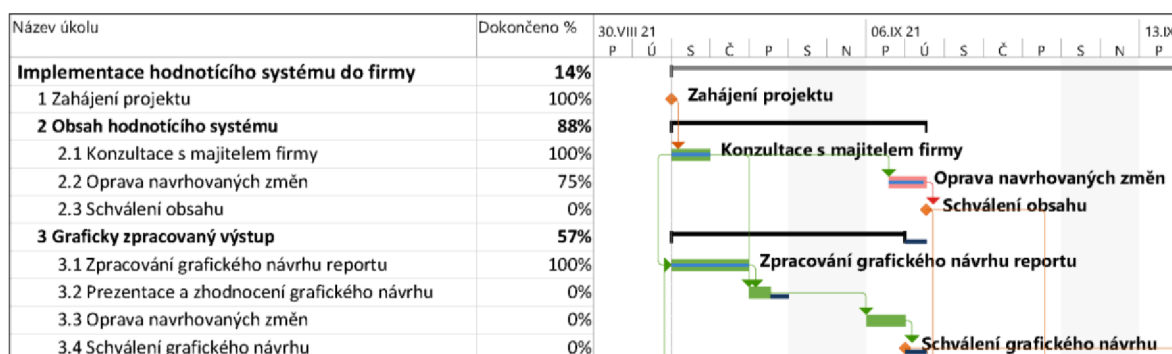 Název úkolu Dokončeno % 30.VIII 21 06.IX 21 13.IX
P Ú S Č P S N P Ú S Č P S N P
Implementace hodnotícího systému do firmy 14%
1 Zahájení projektu 100% Zahájení projektu
2 Obsah hodnotícího systému 88%
2.1 Konzultace s majitelem firmy 100% Konzultace s majitelem firmy
2.2 Oprava navrhovaných změn 75% Oprava navrhovaných změn
2.3 Schválení obsahu 0% Schválení obsahu
3 Graficky zpracovaný výstup 57%
3.1 Zpracování grafického návrhu reportu 100% Zpracování grafického návrhu reportu
3.2 Prezentace a zhodnocení grafického návrhu 0%
3.3 Oprava navrhovaných změn 0%
3.4 Schválení grafického návrhu 0% Schválení grafického návrhu